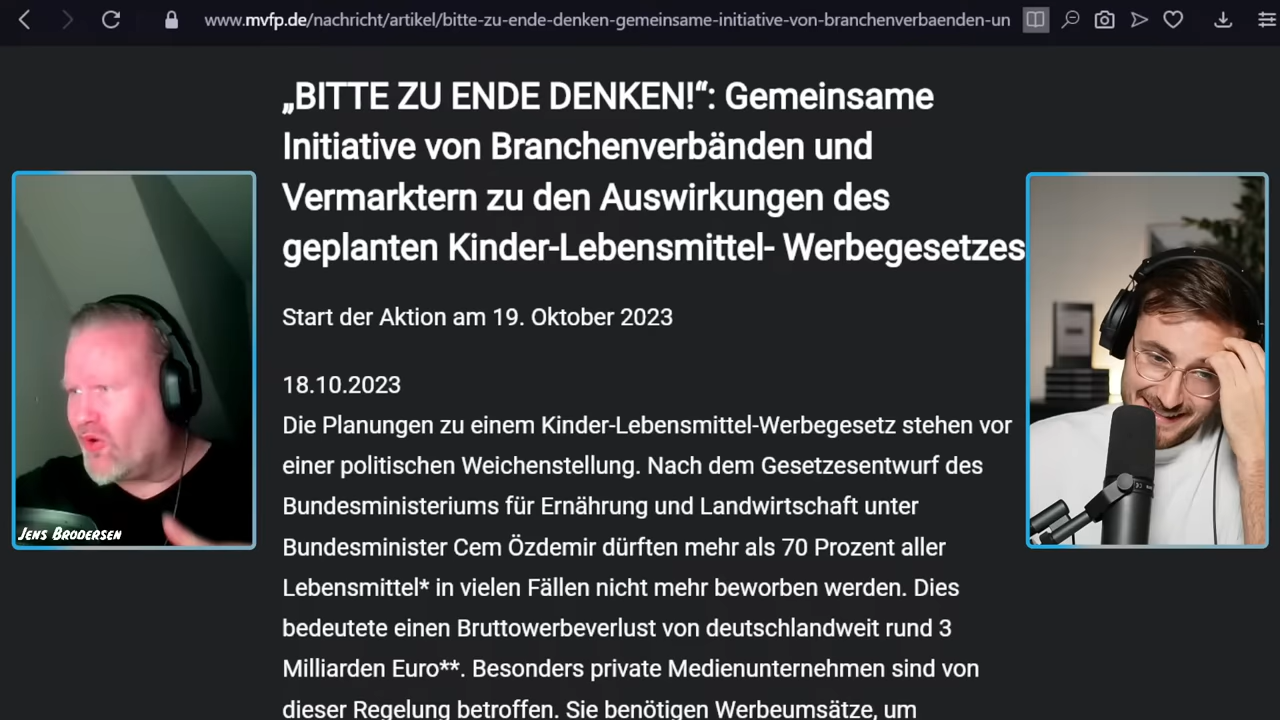 www.mvfp.de/nachricht/artikel/bitte-zu-ende-denken-gemeinsame-initiative-von-branchenverbaenden-un
„BITTE ZU ENDE DENKEN!“: Gemeinsame
Initiative von Branchenverbänden und
Vermarktern zu den Auswirkungen des
geplanten Kinder-Lebensmittel- Werbegesetzes
Start der Aktion am 19. Oktober 2023
18.10.2023
Die Planungen zu einem Kinder-Lebensmittel-Werbegesetz stehen vor
einer politischen Weichenstellung. Nach dem Gesetzesentwurf des
Bundesministeriums für Ernährung und Landwirtschaft unter
Bundesminister Cem Özdemir dürften mehr als 70 Prozent aller
Lebensmittel* in vielen Fällen nicht mehr beworben werden. Dies
bedeutete einen Bruttowerbeverlust von deutschlandweit rund 3
Milliarden Euro**. Besonders private Medienunternehmen sind von
dieser Regelung betroffen. Sie benötigen Werbeumsätze, um
Jens Brodersen